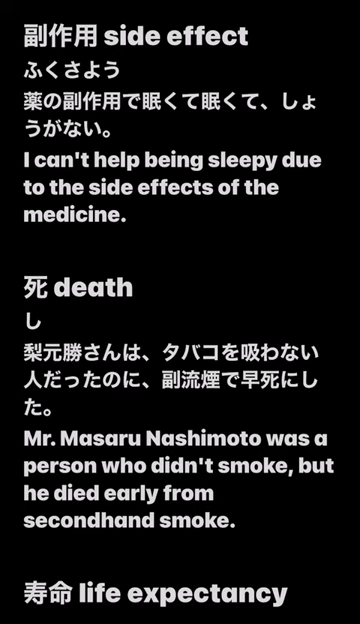 副作用 side effect
ふくさよう
薬の副作用で眠くて眠くて、しょ
うがない。
I can't help being sleepy due
to the side effects of the
medicine.
死 death
し
梨元勝さんは、タバコを吸わない
人だったのに、副流煙で早死にし
た。
Mr. Masaru Nashimoto was a
person who didn't smoke, but
he died early from
secondhand smoke.
寿命 life expectancy